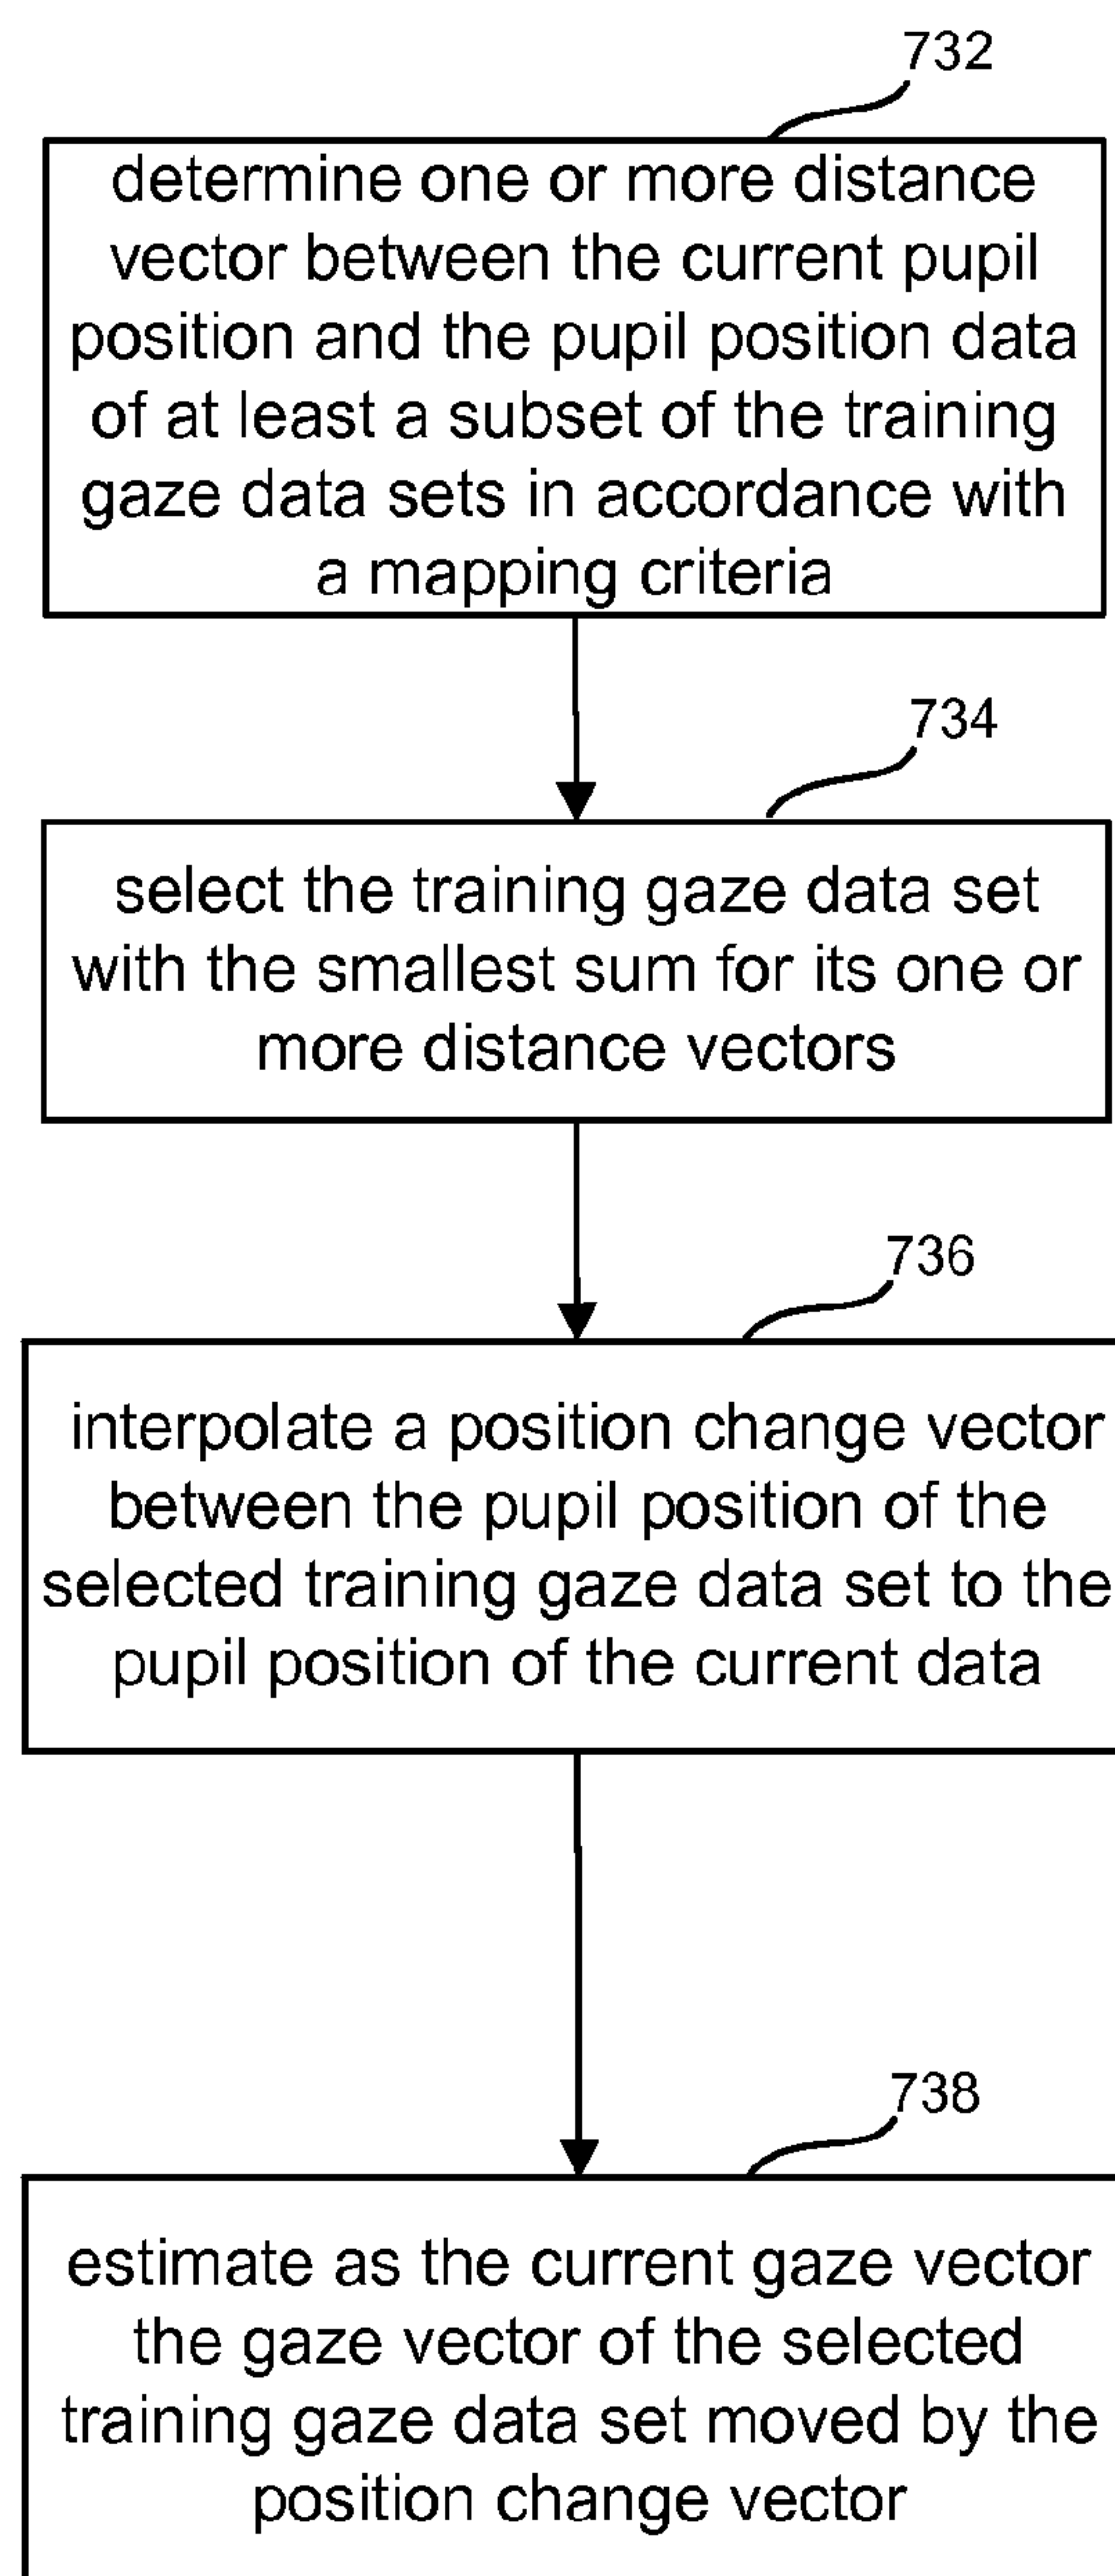 732
determine one or more distance
vector between the current pupil
position and the pupil position data
of at least a subset of the training
gaze data sets in accordance with
a mapping criteria
734
select the training gaze data set
with the smallest sum for its one or
more distance vectors
736
interpolate a position change vector
between the pupil position of the
selected training gaze data set to the
pupil position of the current data
738
estimate as the current gaze vector
the gaze vector of the selected
training gaze data set moved by the
position change vector